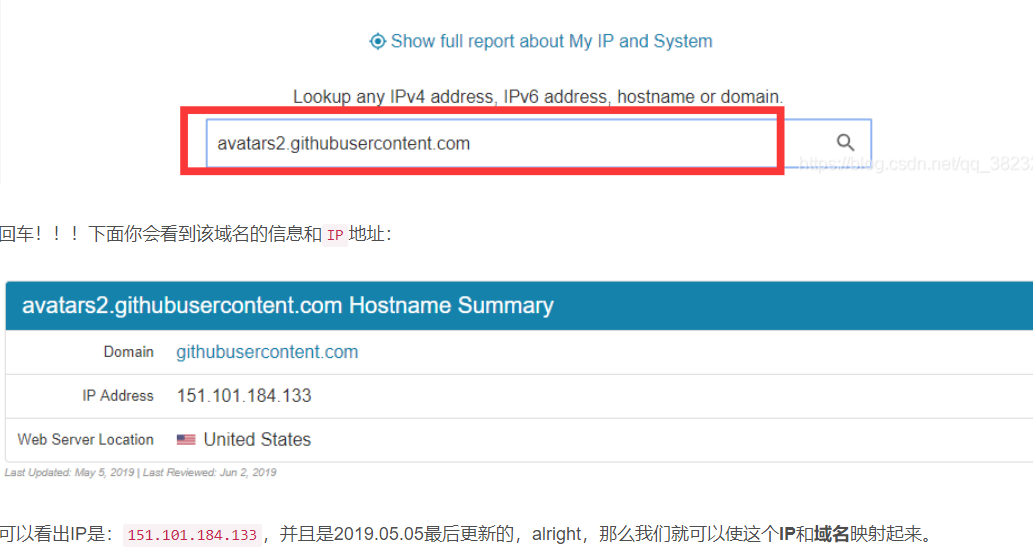 Show full report about My IP and System
Lookup any IPv4 address, IPv6 address, hostname or domain.
avatars2.githubusercontent.com
https://blog.csdn.net/qq_3823
回车！！！下面你会看到该域名的信息和 IP 地址：
avatars2.githubusercontent.com Hostname Summary
Domain githubusercontent.com
IP Address 151.101.184.133
Web Server Location United States
Last Updated: May 5, 2019 | Last Reviewed: Jun 2, 2019
可以看出IP是：151.101.184.133，并且是2019.05.05最后更新的，alright，那么我们就可以使这个IP和域名映射起来。